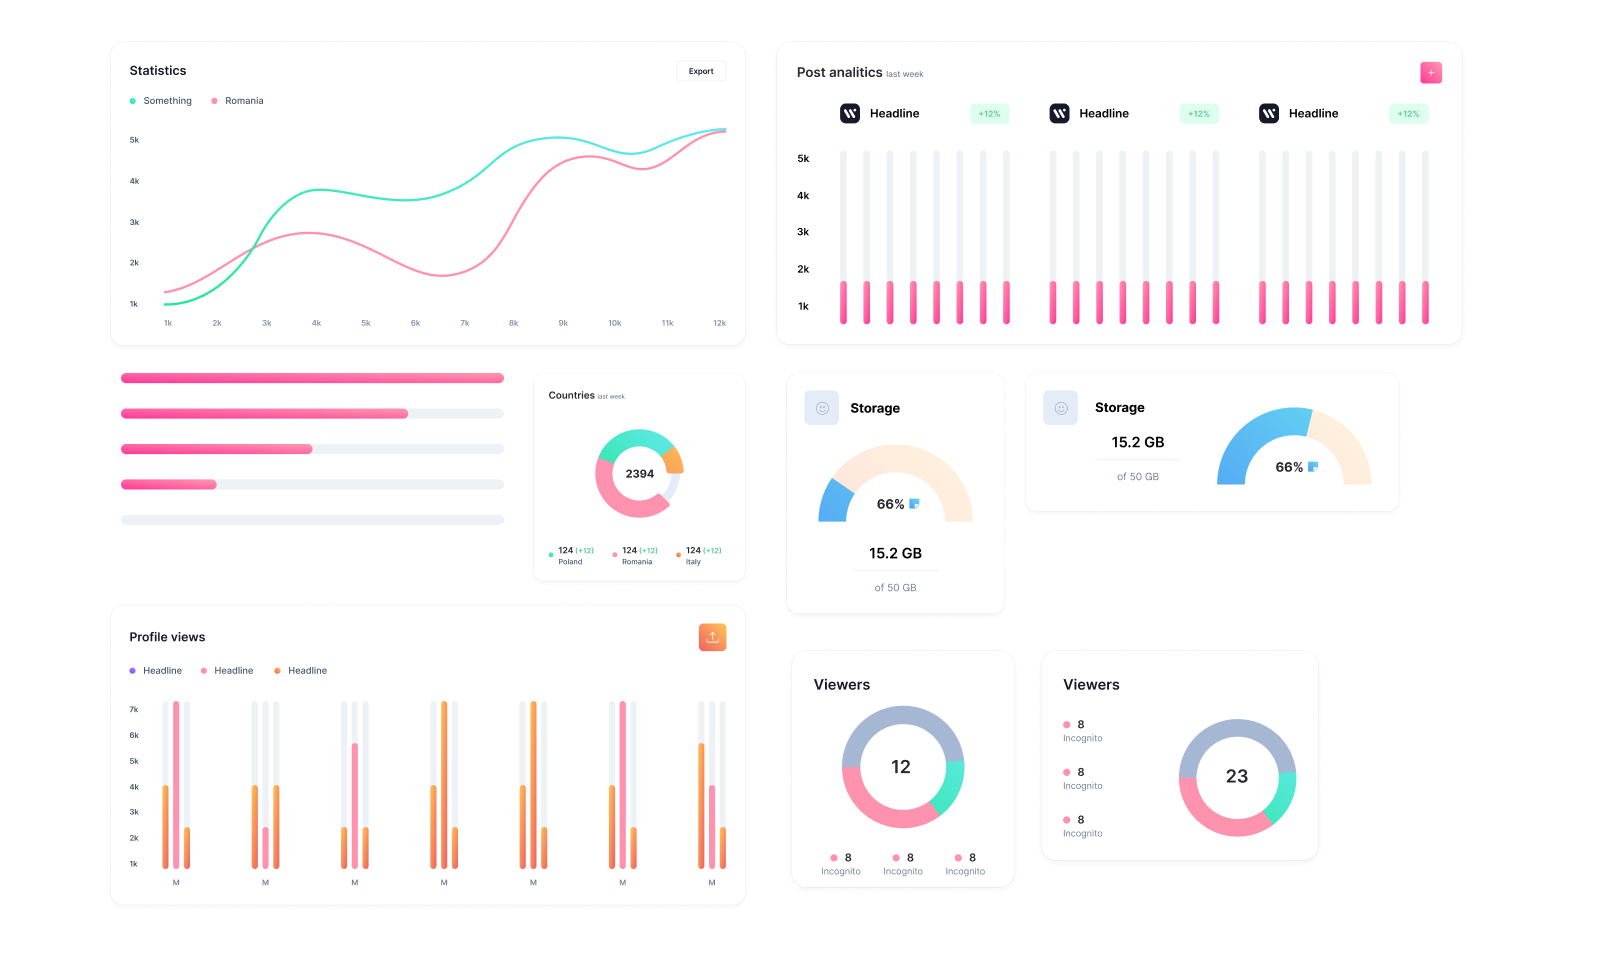 Statistics
Export
Something
Romania
5k
4k
3k
2k
1k
1k 2k 3k 4k 5k 6k 7k 8k 9k 10k 11k 12k
Post analitics last week
+
Headline +12%
Headline +12%
Headline +12%
5k
4k
3k
2k
1k
Countries last week
2394
124 (+12)
Poland
124 (+12)
Romania
124 (+12)
Italy
Storage
66%
15.2 GB
of 50 GB
Storage
15.2 GB
of 50 GB
66%
Profile views
Headline
Headline
Headline
7k
6k
5k
4k
3k
2k
1k
M M M M M M M
Viewers
12
8
Incognito
8
Incognito
8
Incognito
Viewers
8
Incognito
8
Incognito
8
Incognito
23